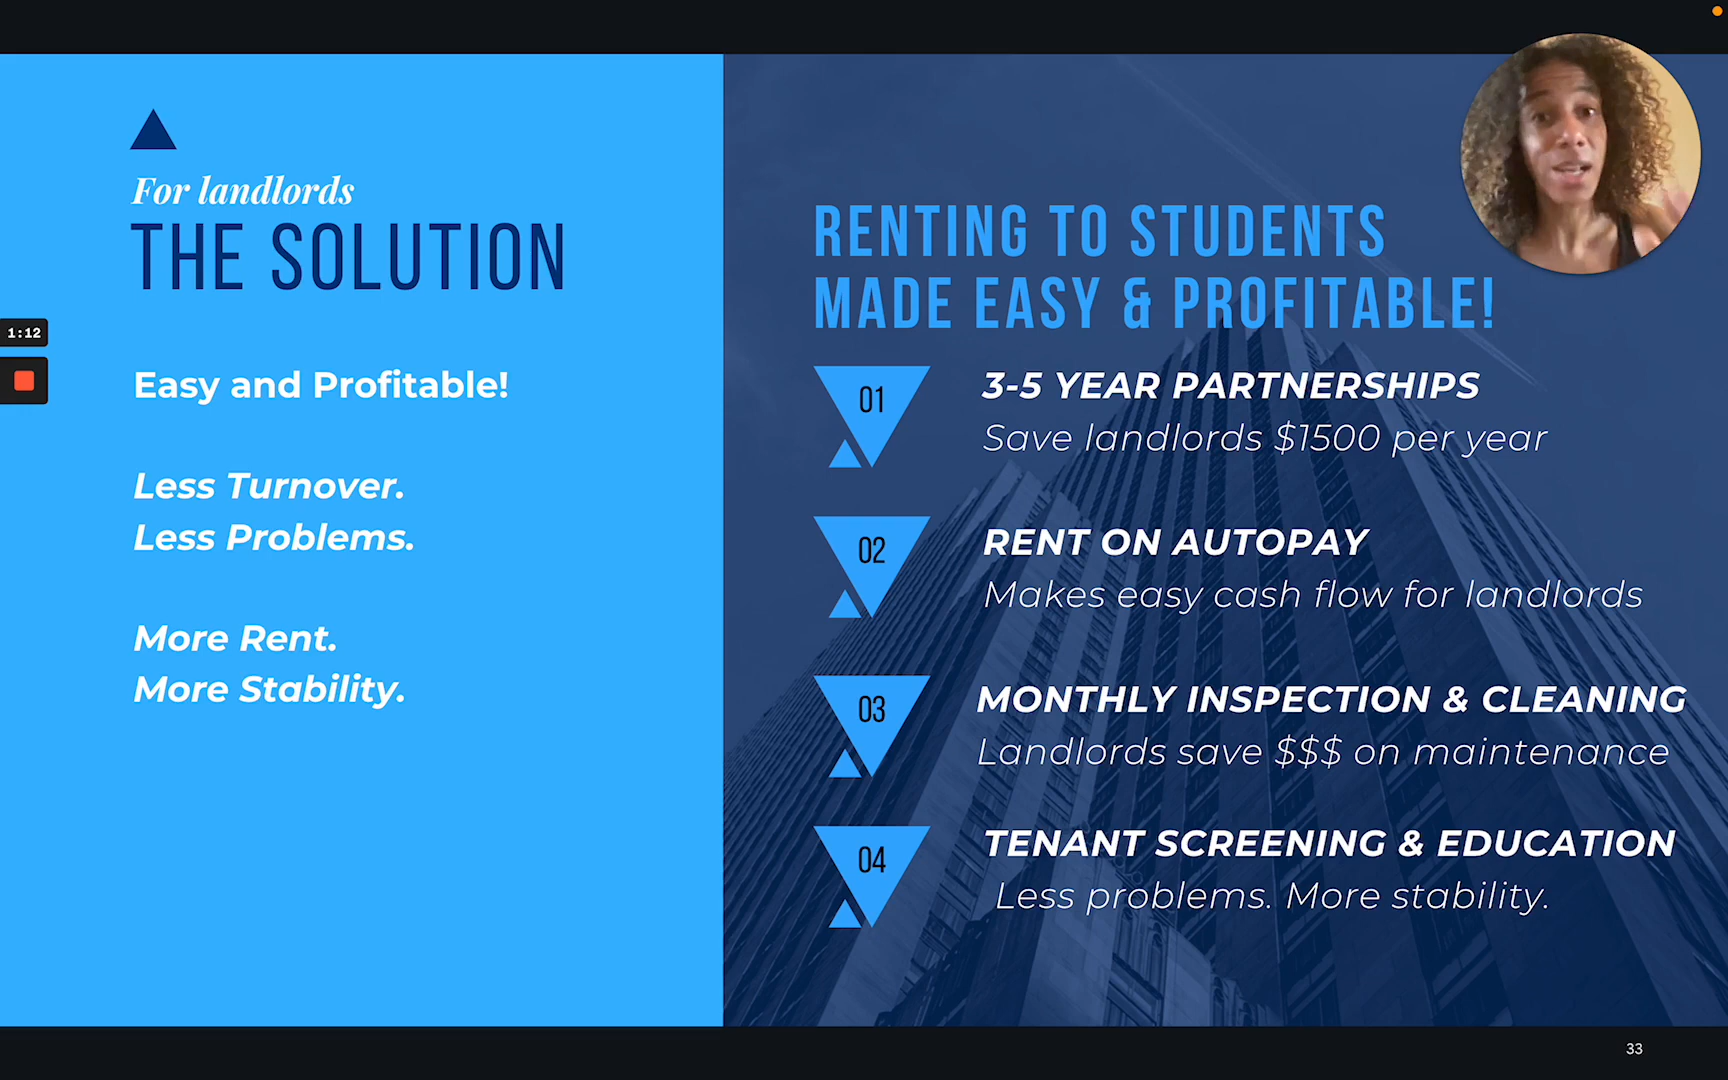 For landlords
THE SOLUTION
1:12
Easy and Profitable!
Less Turnover.
Less Problems.
More Rent.
More Stability.
RENTING TO STUDENTS
MADE EASY & PROFITABLE!
01
3-5 YEAR PARTNERSHIPS
Save landlords $1500 per year
02
RENT ON AUTOPAY
Makes easy cash flow for landlords
03
MONTHLY INSPECTION & CLEANING
Landlords save $$$ on maintenance
04
TENANT SCREENING & EDUCATION
Less problems. More stability.
33